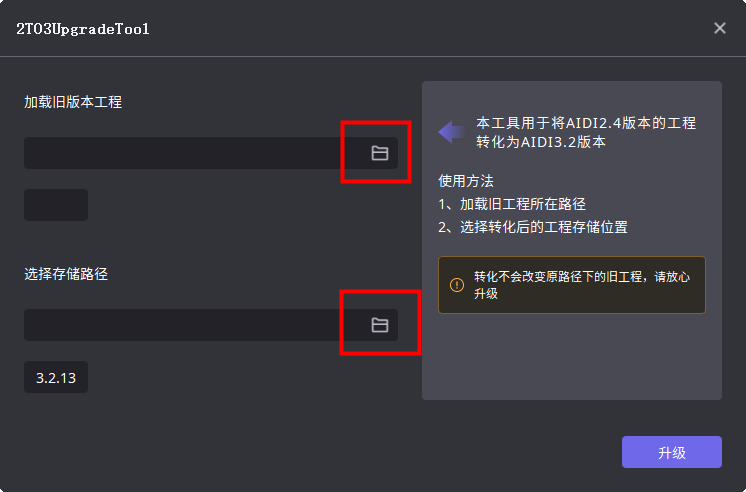 2TO3UpgradeTool
加载旧版本工程
选择存储路径
3.2.13
本工具用于将AIDI2.4版本的工程
转化为AIDI3.2版本
使用方法
1、加载旧工程所在路径
2、选择转化后的工程存储位置
转化不会改变原路径下的旧工程，请放心
升级
升级